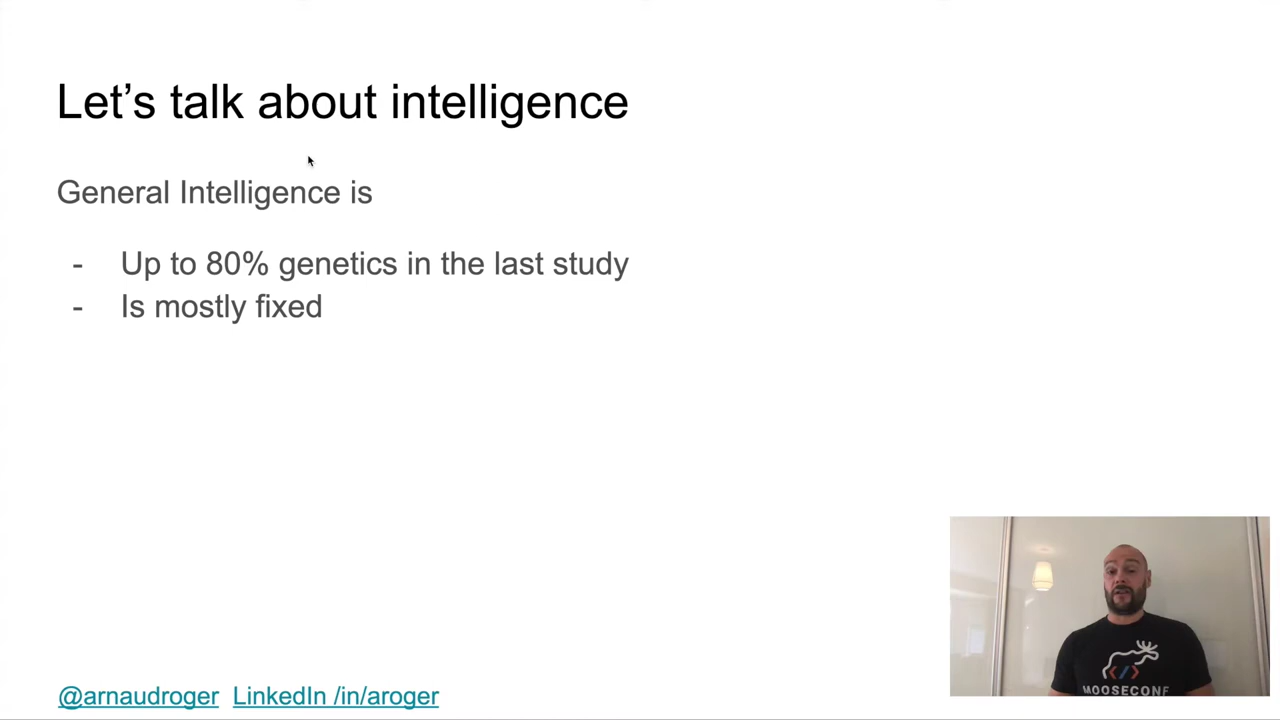 Let's talk about intelligence
General Intelligence is
- Up to 80% genetics in the last study
- Is mostly fixed
</>
MOOSECONF
@arnaudroger LinkedIn /in/aroger